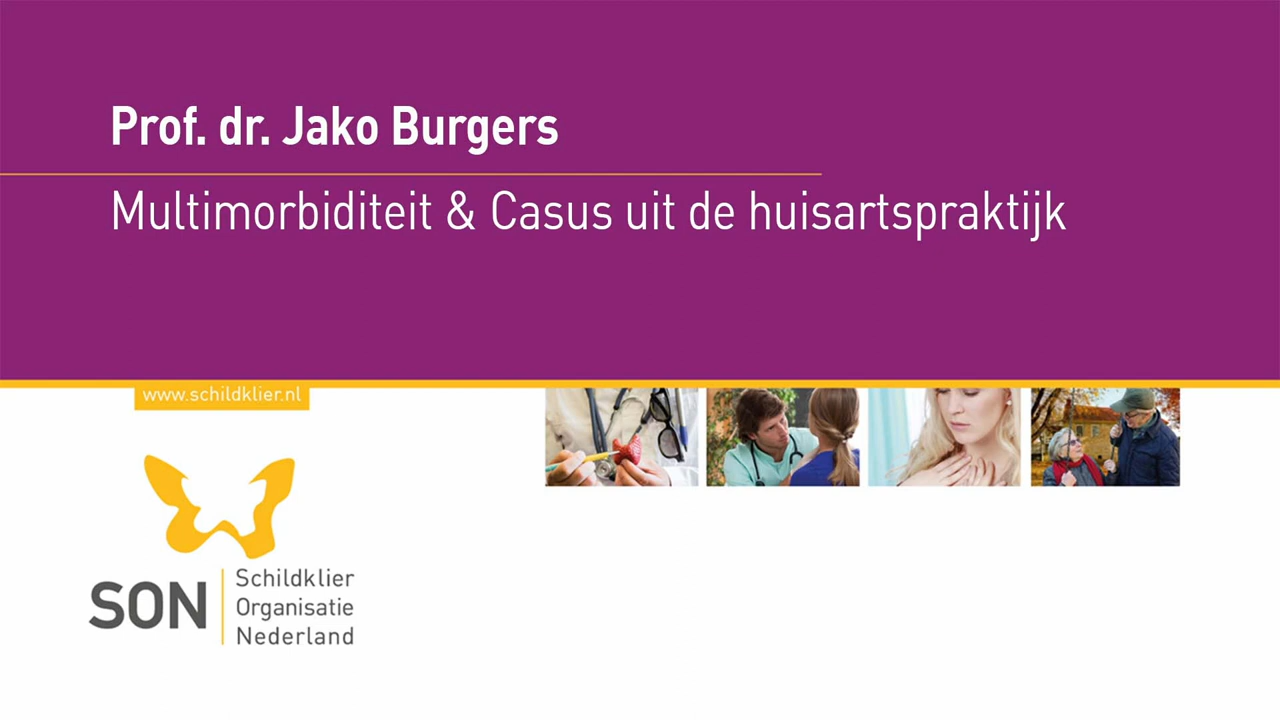 Prof. dr. Jako Burgers
Multimorbiditeit & Casus uit de huisartspraktijk
www.schildklier.nl
SON
Schildklier
Organisatie
Nederland